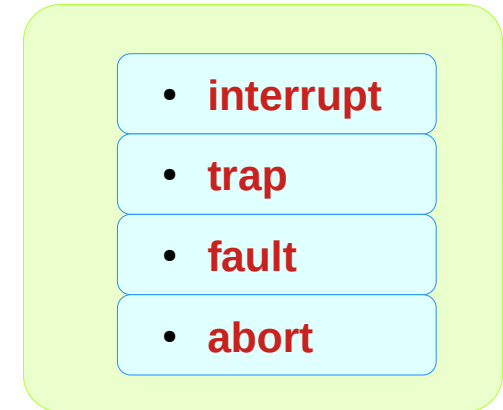 • interrupt
• trap
• fault
• abort